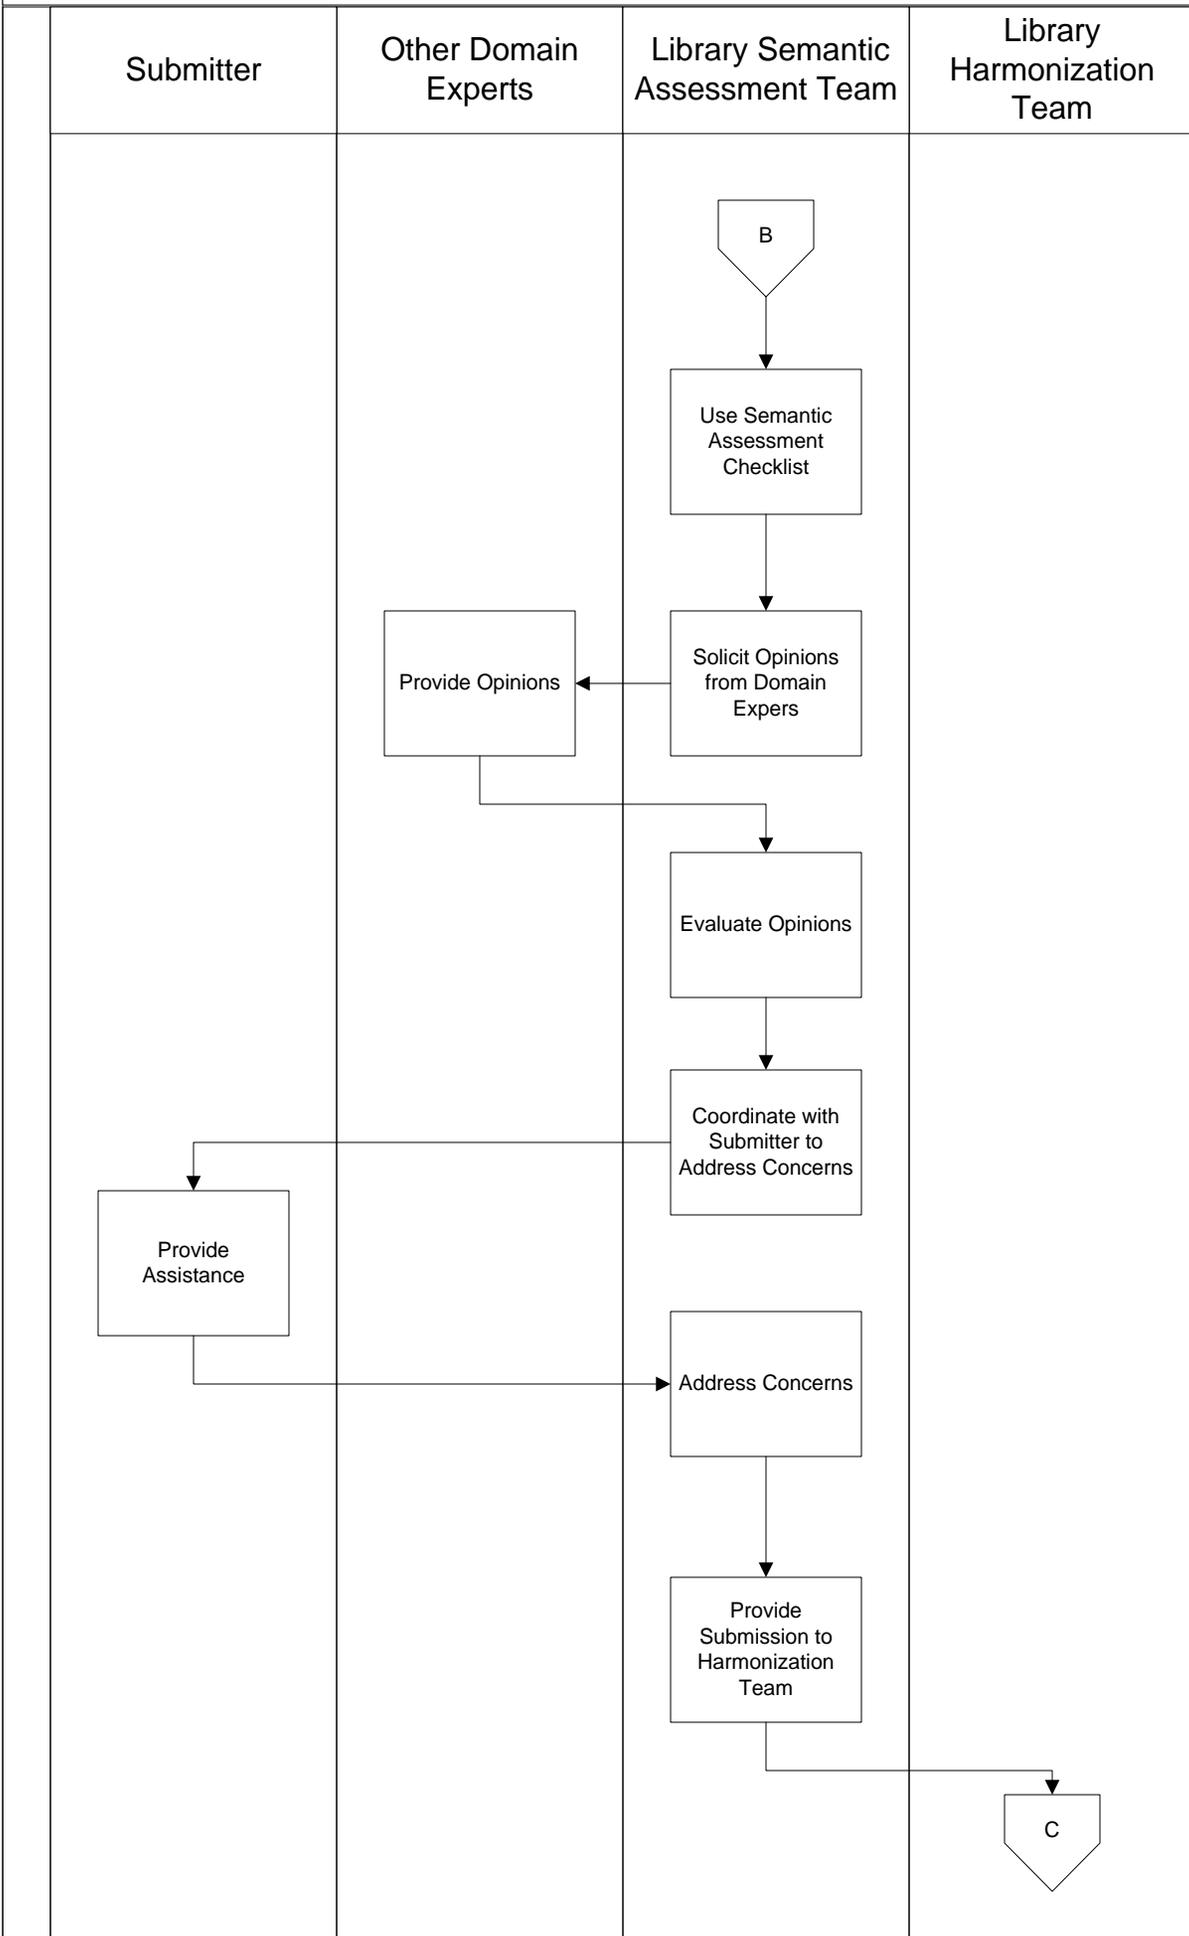 Submitter
Other Domain
Experts
Library Semantic
Assessment Team
Library
Harmonization
Team
B
Use Semantic
Assessment
Checklist
Provide Opinions
Solicit Opinions
from Domain
Expers
Evaluate Opinions
Coordinate with
Submitter to
Address Concerns
Provide
Assistance
Address Concerns
Provide
Submission to
Harmonization
Team
C